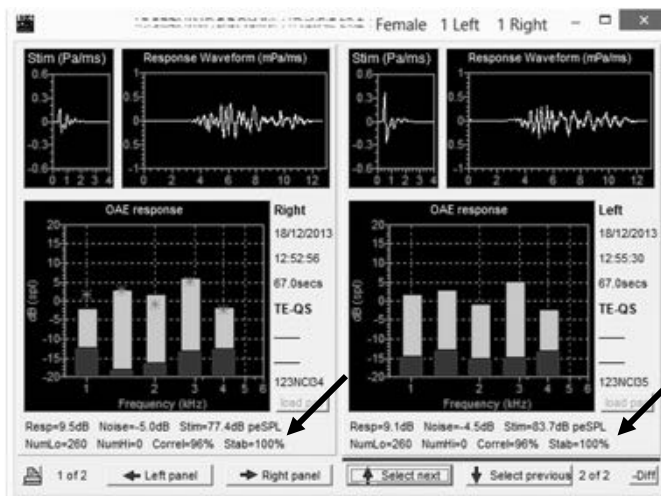 Female 1 Left 1 Right
Stim (Pa/ms)
0.6
0.3
-0.3
-0.6
0 1 2 3 4
Response Waveform (mPa/ms)
1
0.5
-0.5
-1
0 2 4 6 8 10 12
OAE response
20
15
10
5
0
-5
-10
-15
-20
dB (spl)
1 2 3 4 5 6
Frequency (kHz)
Right
18/12/2013
12:52:56
67.0secs
TE-QS
123NCI34
Resp=9.5dB Noise=-5.0dB Stim=77.4dB peSPL
NumLo=260 NumHi=0 Correl=96% Stab=100%
Stim (Pa/ms)
0.6
0.3
-0.3
-0.6
0 1 2 3 4
Response Waveform (mPa/ms)
1
0.5
-0.5
-1
0 2 4 6 8 10 12
OAE response
20
15
10
5
0
-5
-10
-15
-20
dB (spl)
1 2 3 4 5 6
Frequency (kHz)
Left
18/12/2013
12:55:30
67.0secs
TE-QS
123NCI35
Resp=9.1dB Noise=-4.5dB Stim=83.7dB peSPL
NumLo=260 NumHi=0 Correl=96% Stab=100%
1 of 2 Left panel Right panel Select next Select previous 2 of 2 -Diff